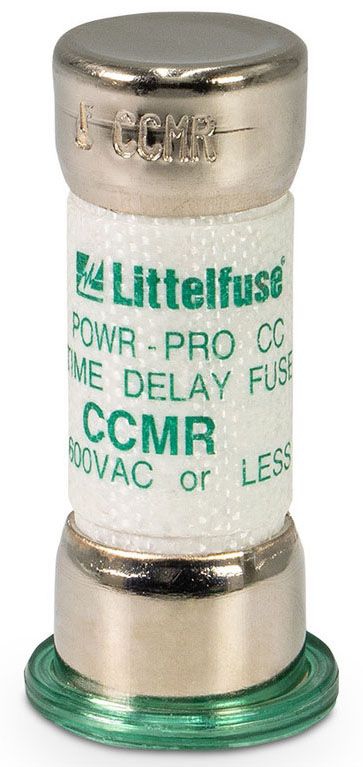 CCMR
Littelfuse®
POWR-PRO CC
TIME DELAY FUSE
CCMR
600VAC or LESS